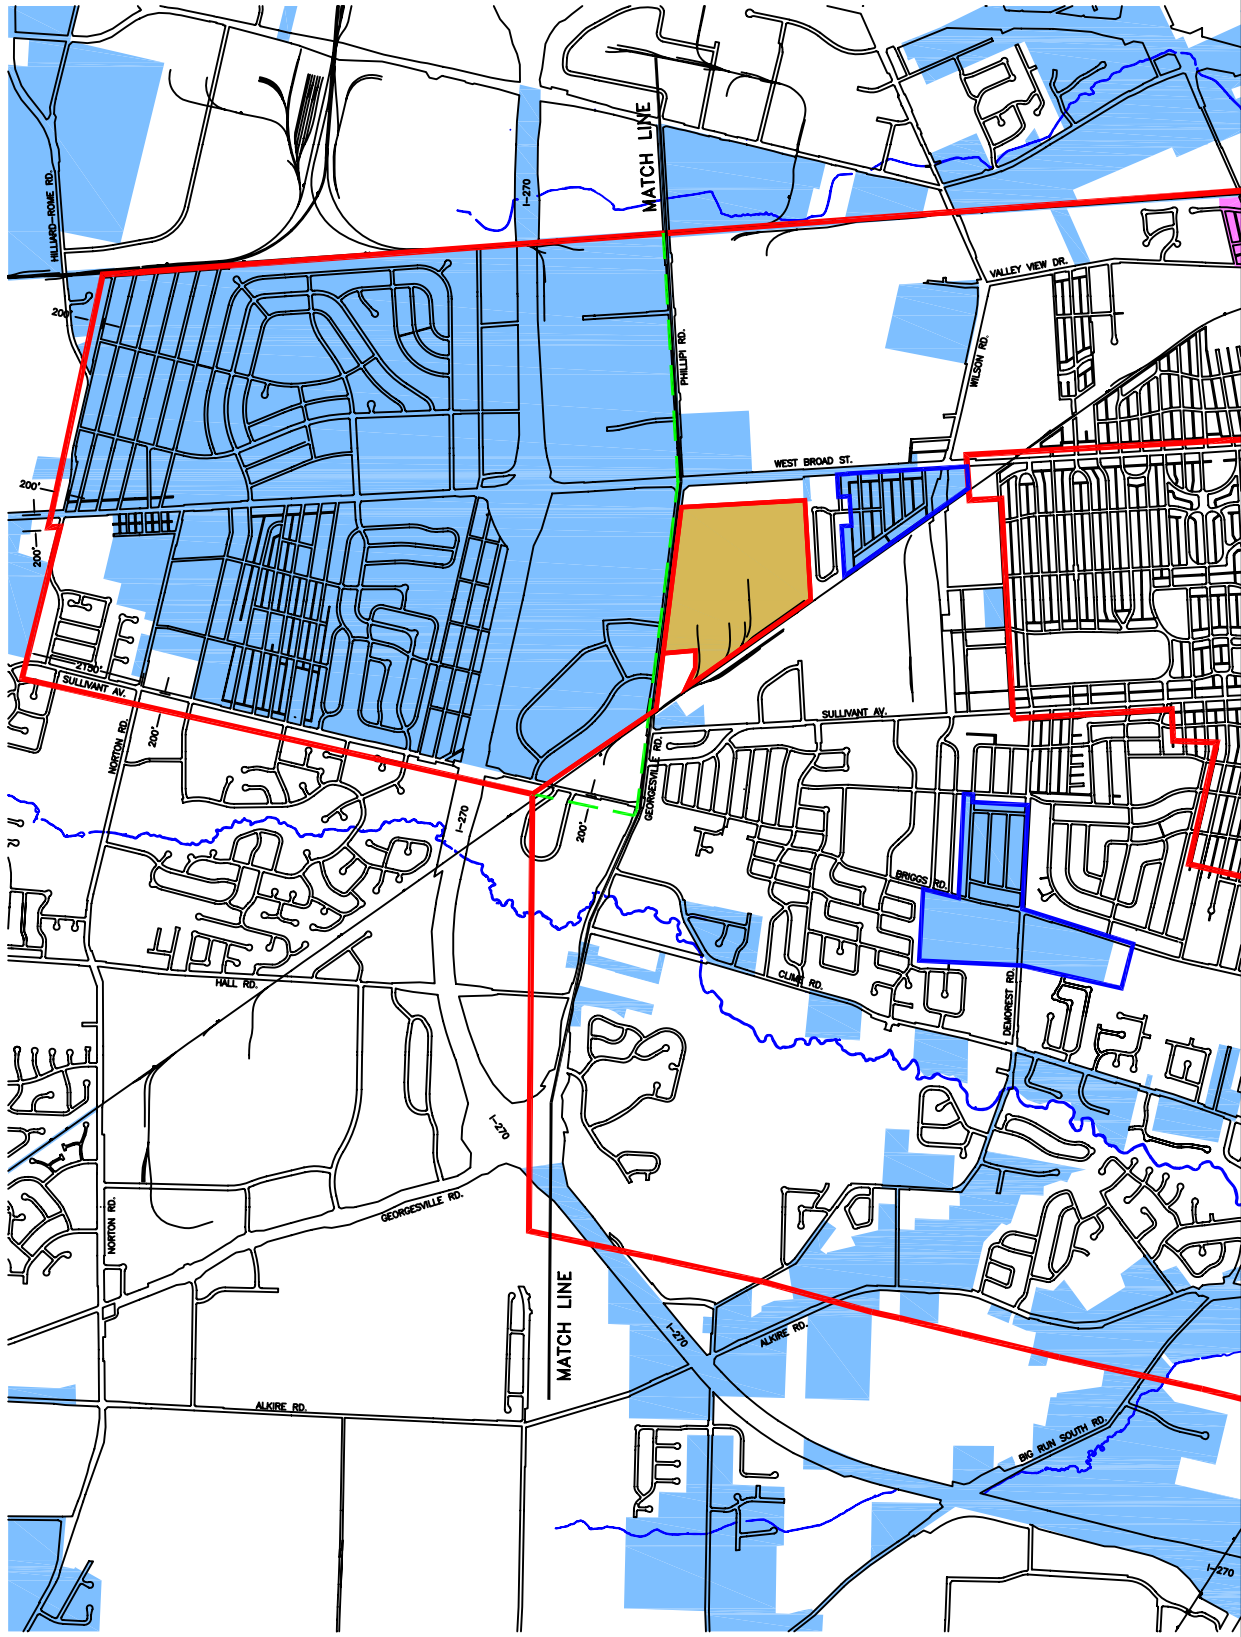 MATCH LINE
I-270
HILLIARD-ROME RD.
VALLEY VIEW DR.
200'
PHILLIPI RD.
WILSON RD.
WEST BROAD ST.
200'
200'
2150'
SULLIVANT AV.
SULLIVANT AV.
NORTON RD.
200'
GEORGESVILLE RD.
I-270
200'
BRIGGS RD.
HALL RD.
CLIME RD.
DEMOREST RD.
I-270
NORTON RD.
GEORGESVILLE RD.
MATCH LINE
I-270
ALKIRE RD.
ALKIRE RD.
BIG RUN SOUTH RD.
I-270